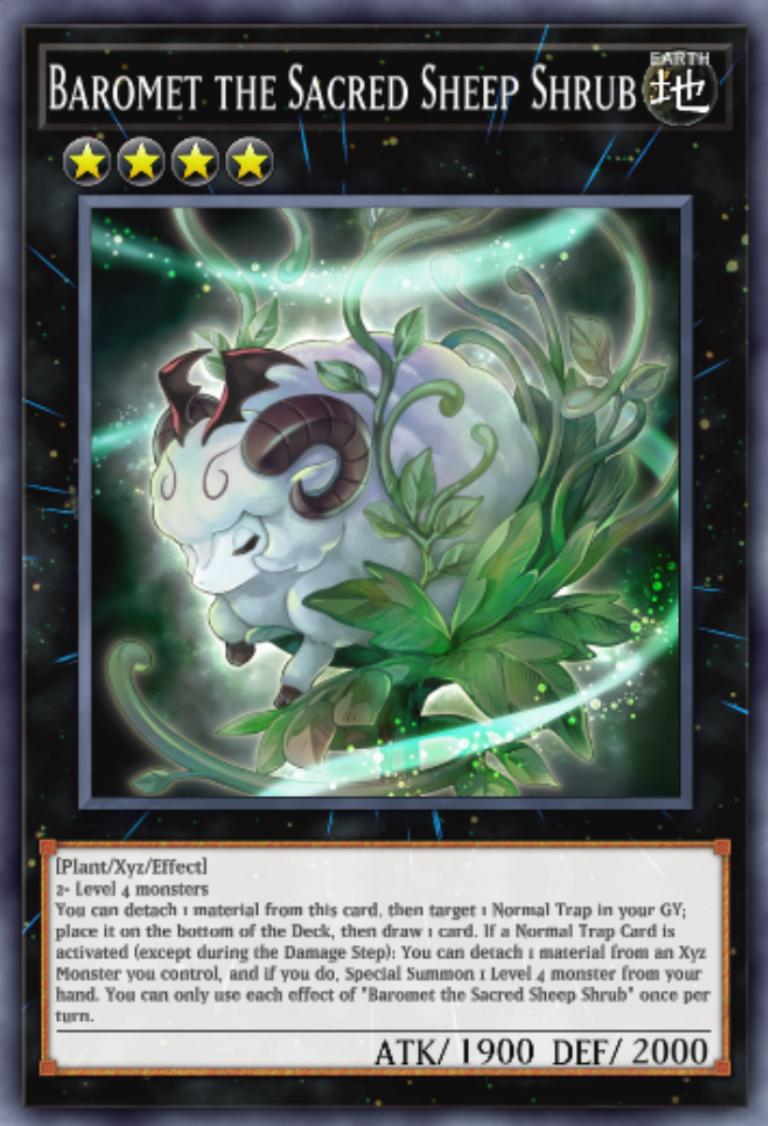 BAROMET THE SACRED SHEEP SHRUB
EARTH
地
[Plant/Xyz/Effect]
2+ Level 4 monsters
You can detach 1 material from this card, then target 1 Normal Trap in your GY;
place it on the bottom of the Deck, then draw 1 card. If a Normal Trap Card is
activated (except during the Damage Step): You can detach 1 material from an Xyz
Monster you control, and if you do, Special Summon 1 Level 4 monster from your
hand. You can only use each effect of "Baromet the Sacred Sheep Shrub" once per
turn.
ATK/ 1900 DEF/ 2000